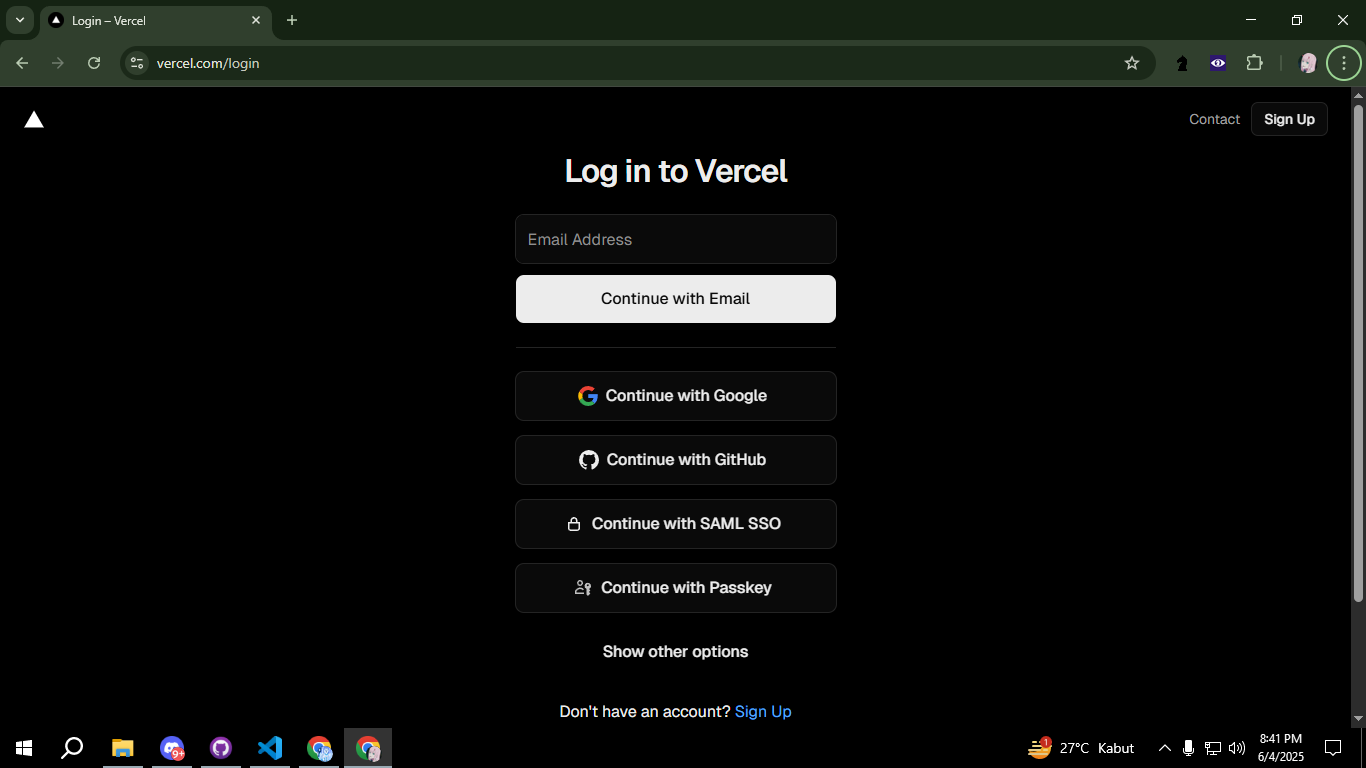 Login – Vercel
vercel.com/login
Contact
Sign Up
Log in to Vercel
Email Address
Continue with Email
Continue with Google
Continue with GitHub
Continue with SAML SSO
Continue with Passkey
Show other options
Don't have an account? Sign Up
9+
1
27°C Kabut
8:41 PM
6/4/2025